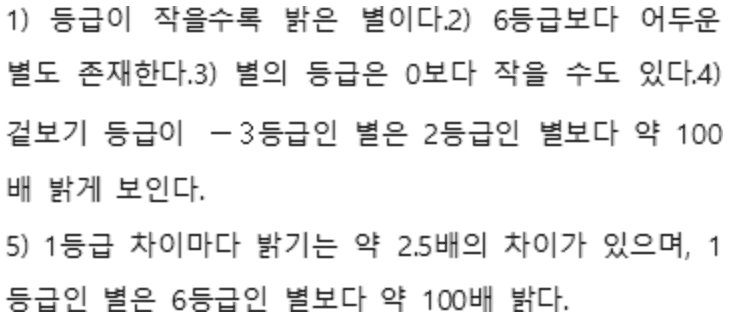 1) 등급이 작을수록 밝은 별이다.2) 6등급보다 어두운
별도 존재한다.3) 별의 등급은 0보다 작을 수도 있다.4)
겉보기 등급이 －3등급인 별은 2등급인 별보다 약 100
배 밝게 보인다.
5) 1등급 차이마다 밝기는 약 2.5배의 차이가 있으며, 1
등급인 별은 6등급인 별보다 약 100배 밝다.